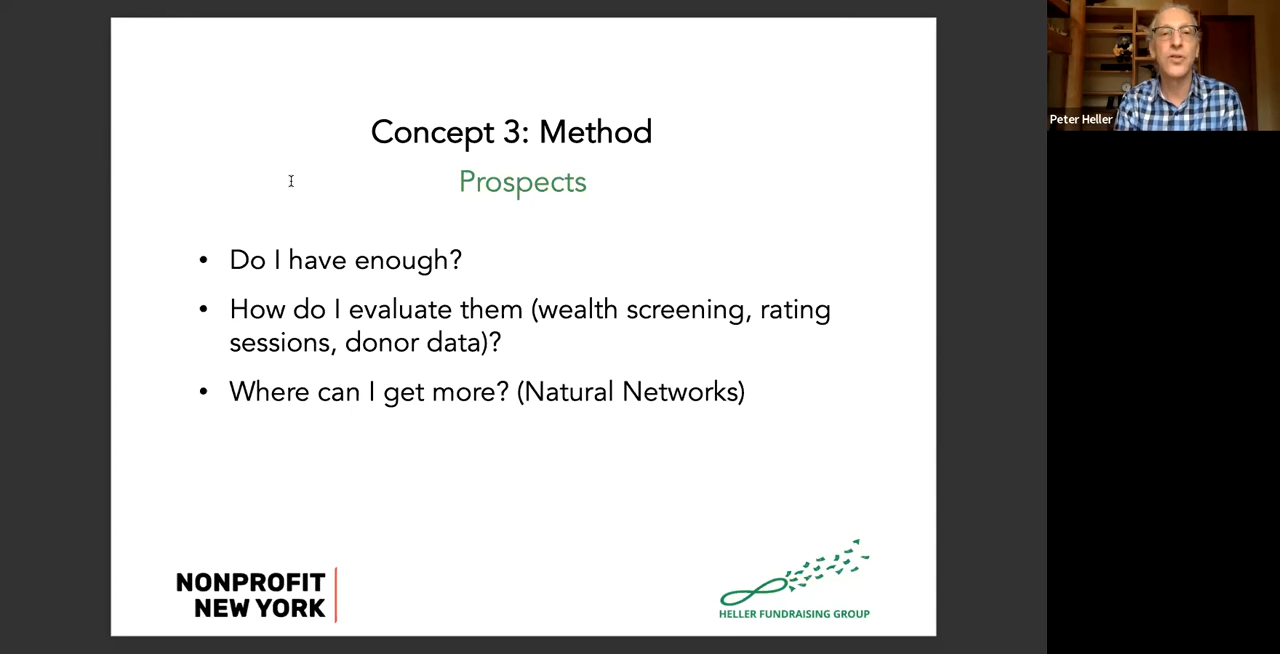 Concept 3: Method
Prospects
• Do I have enough?
• How do I evaluate them (wealth screening, rating
sessions, donor data)?
• Where can I get more? (Natural Networks)
NONPROFIT
NEW YORK
HELLER FUNDRAISING GROUP
Peter Heller